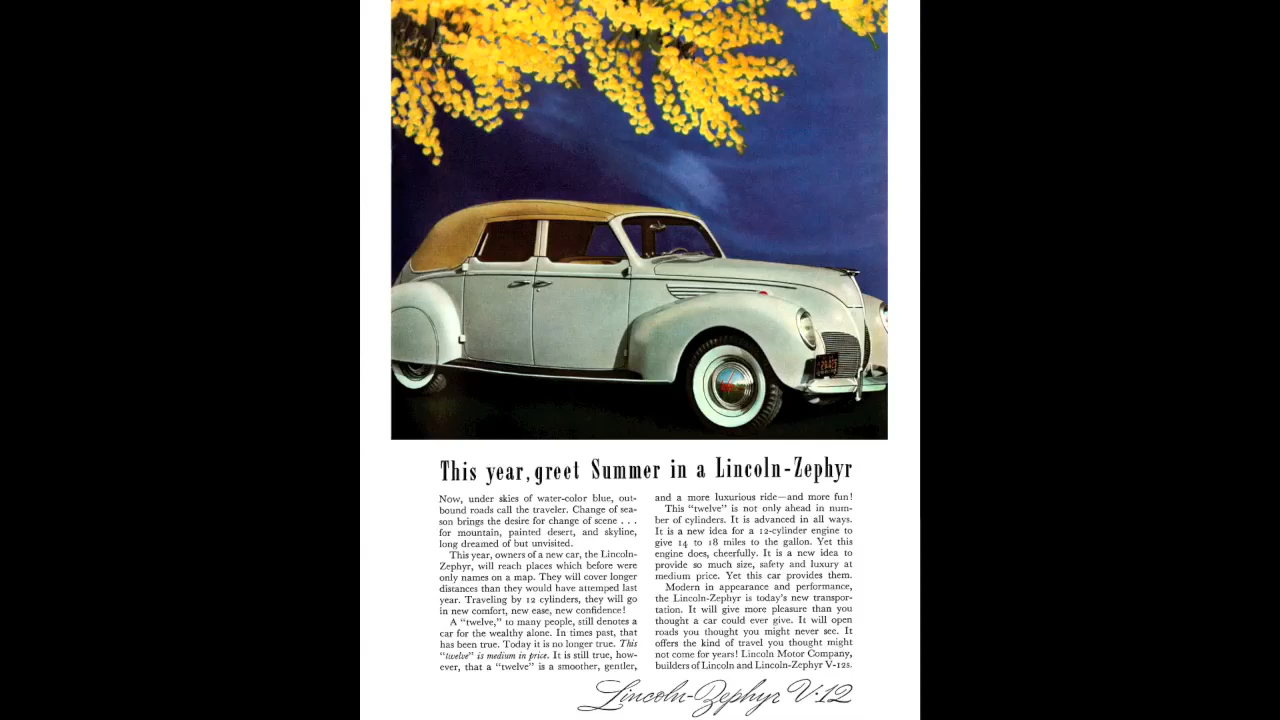 This year, greet Summer in a Lincoln-Zephyr
Now, under skies of water-color blue, out-
bound roads call the traveler. Change of sea-
son brings the desire for change of scene . . .
for mountain, painted desert, and skyline,
long dreamed of but unvisited.
This year, owners of a new car, the Lincoln-
Zephyr, will reach places which before were
only names on a map. They will cover longer
distances than they would have attemped last
year. Traveling by 12 cylinders, they will go
in new comfort, new ease, new confidence!
A “twelve,” to many people, still denotes a
car for the wealthy alone. In times past, that
has been true. Today it is no longer true. This
“twelve” is medium in price. It is still true, how-
ever, that a “twelve” is a smoother, gentler,
and a more luxurious ride—and more fun!
This “twelve” is not only ahead in num-
ber of cylinders. It is advanced in all ways.
It is a new idea for a 12-cylinder engine to
give 14 to 18 miles to the gallon. Yet this
engine does, cheerfully. It is a new idea to
provide so much size, safety and luxury at
medium price. Yet this car provides them.
Modern in appearance and performance,
the Lincoln-Zephyr is today's new transpor-
tation. It will give more pleasure than you
thought a car could ever give. It will open
roads you thought you might never see. It
offers the kind of travel you thought might
not come for years! Lincoln Motor Company,
builders of Lincoln and Lincoln-Zephyr V-12s.
Lincoln-Zephyr V·12